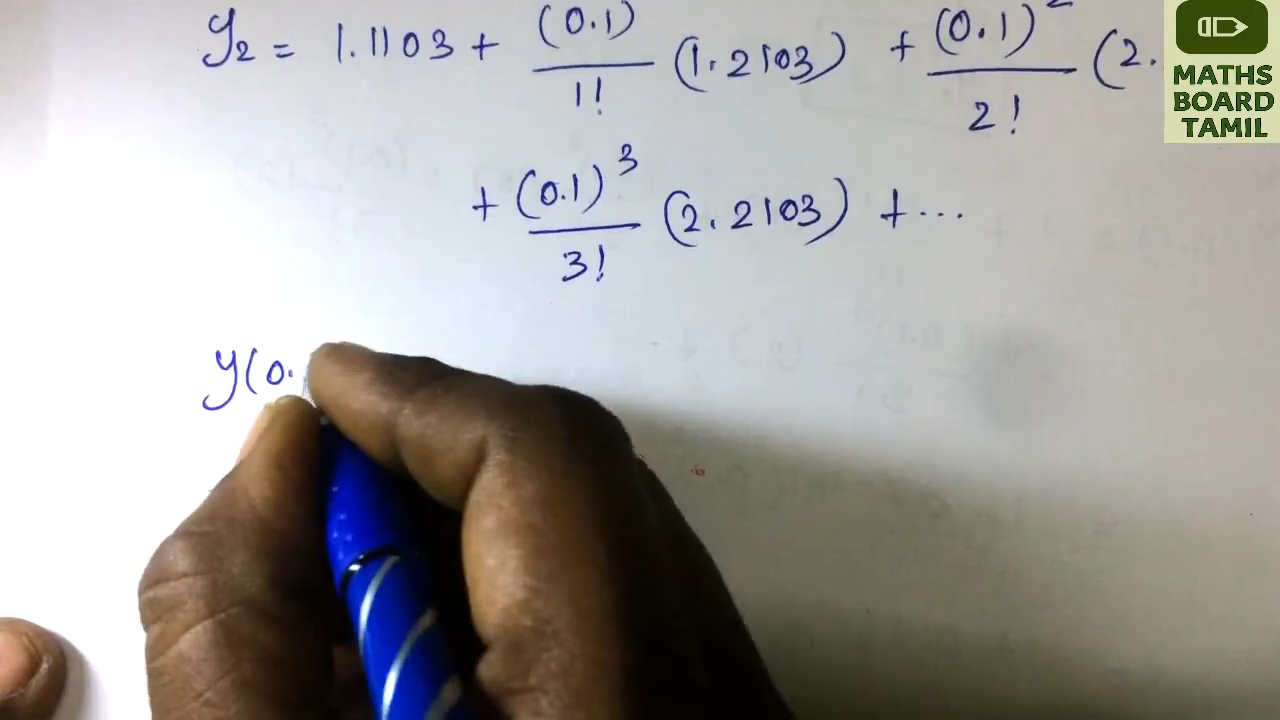 y₂ = 1.1103 + (0.1)/1! (1.2103) + (0.1)²/2! (2.
+ (0.1)³/3! (2.2103) + ...
y(0.
MATHS
BOARD
TAMIL